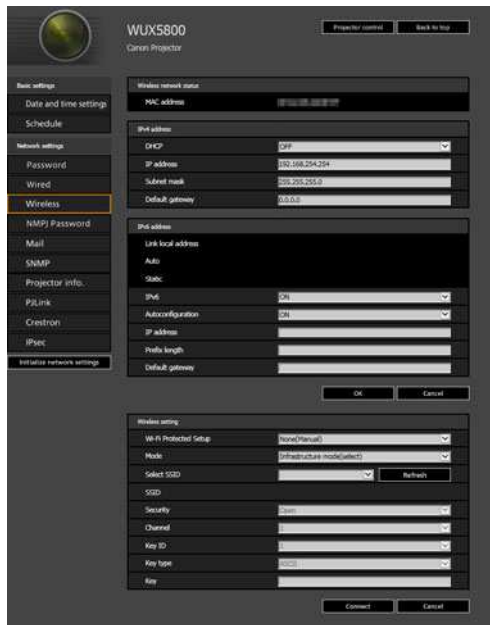 WUX5800
Canon Projector
Projector control
Back to top
Basic settings
Date and time settings
Schedule
Network settings
Password
Wired
Wireless
NMPJ Password
Mail
SNMP
Projector info.
PJLink
Crestron
IPsec
Initialize network settings
Wireless network status
MAC address
IPv4 address
DHCP OFF
IP address 192.168.254.254
Subnet mask 255.255.255.0
Default gateway 0.0.0.0
IPv6 address
Link local address
Auto
Static
IPv6 ON
Autoconfiguration ON
IP address
Prefix length
Default gateway
OK Cancel
Wireless setting
Wi-Fi Protected Setup None(Manual)
Mode Infrastructure mode(select)
Select SSID Refresh
SSID
Security Open
Channel 1
Key ID 1
Key type ASCII
Key
Connect Cancel